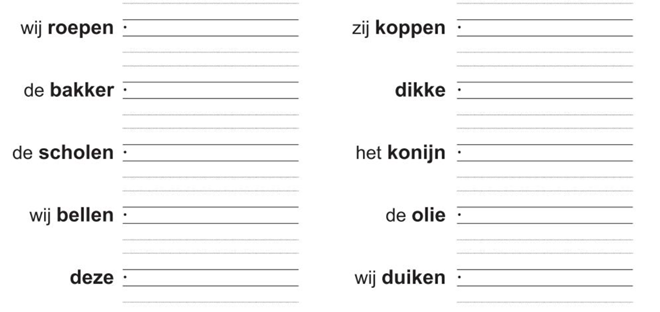 wij roepen
de bakker
de scholen
wij bellen
deze
zij koppen
dikke
het konijn
de olie
wij duiken